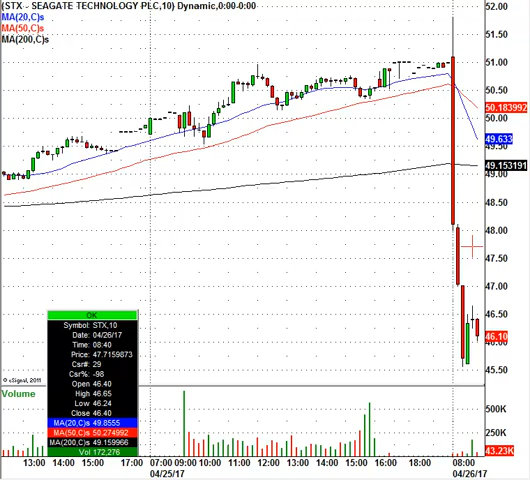 (STX - SEAGATE TECHNOLOGY PLC,10) Dynamic,0:00-0:00
MA(20,C)s
MA(50,C)s
MA(200,C)s
52.00
51.50
51.00
50.50
50.183992
50.00
49.633
49.50
49.153191
49.00
48.50
48.00
47.50
47.00
46.50
46.10
46.00
45.50
OK
Symbol: STX,10
Date: 04/26/17
Time: 08:40
Price: 47.7159873
Csr#: 29
Csr%: -98
Open 46.40
High 46.65
Low 46.24
Close 46.40
MA(20,C)s 49.8555
MA(50,C)s 50.274992
MA(200,C)s 49.159966
Vol 172,276
© eSignal, 2011
Volume
500K
250K
43.23K
13:00 14:00 15:00 17:00 07:00 09:00 10:00 11:00 12:00 13:00 14:00 15:00 16:00 18:00 08:00
04/25/17 04/26/17